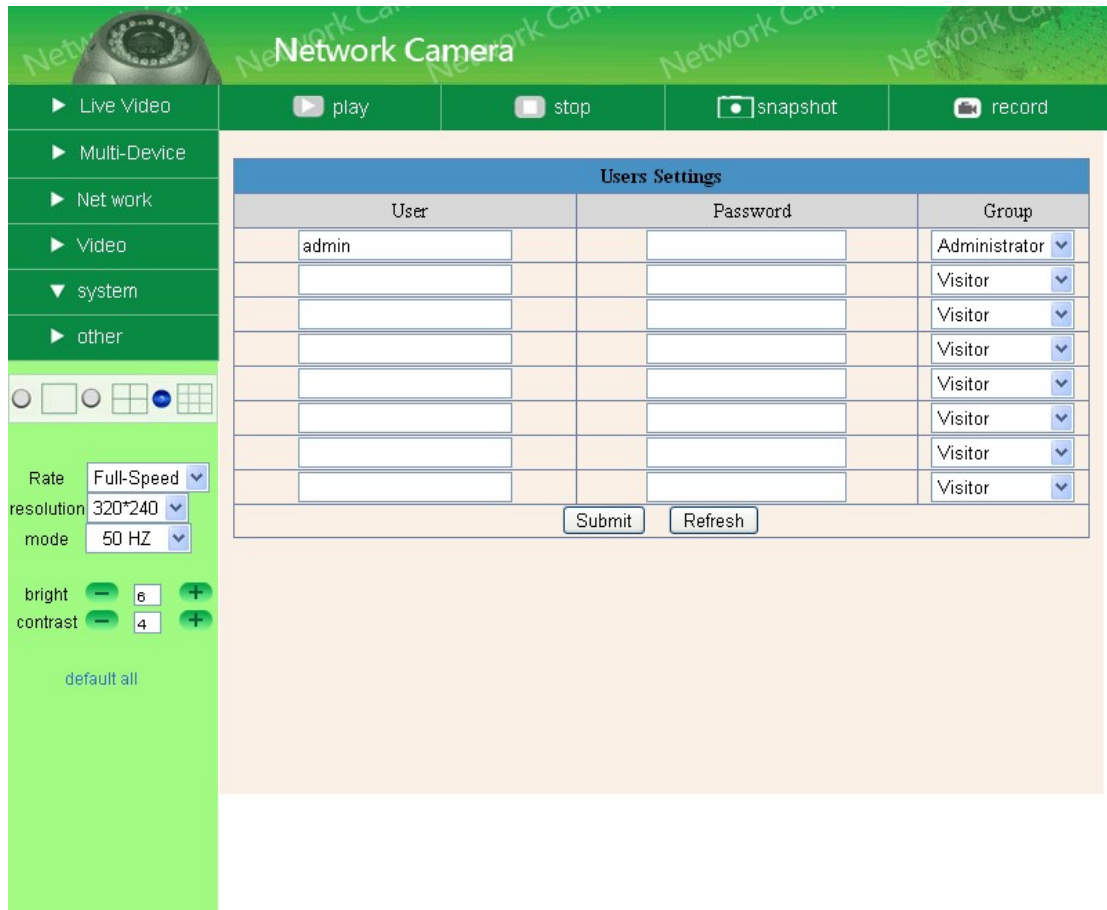 Network Camera
Live Video
play
stop
snapshot
record
Multi-Device
Net work
Video
system
other
Users Settings
User Password Group
admin Administrator
Visitor
Visitor
Visitor
Visitor
Visitor
Visitor
Visitor
Submit Refresh
Rate Full-Speed
resolution 320*240
mode 50 HZ
bright 6
contrast 4
default all